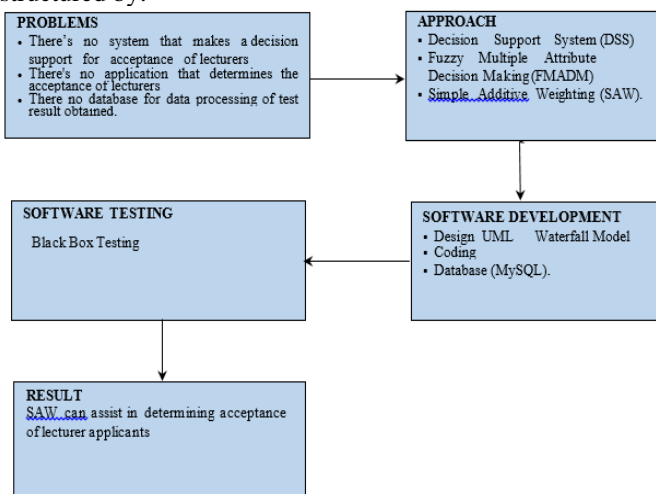 structured by:
PROBLEMS
• There's no system that makes a decision
support for acceptance of lecturers
• There's no application that determines the
acceptance of lecturers
• There no database for data processing of test
result obtained.
APPROACH
▪ Decision Support System (DSS)
▪ Fuzzy Multiple Attribute
Decision Making (FMADM)
▪ Simple Additive Weighting (SAW).
SOFTWARE DEVELOPMENT
▪ Design UML Waterfall Model
▪ Coding
▪ Database (MySQL).
SOFTWARE TESTING
Black Box Testing
RESULT
SAW can assist in determining acceptance
of lecturer applicants